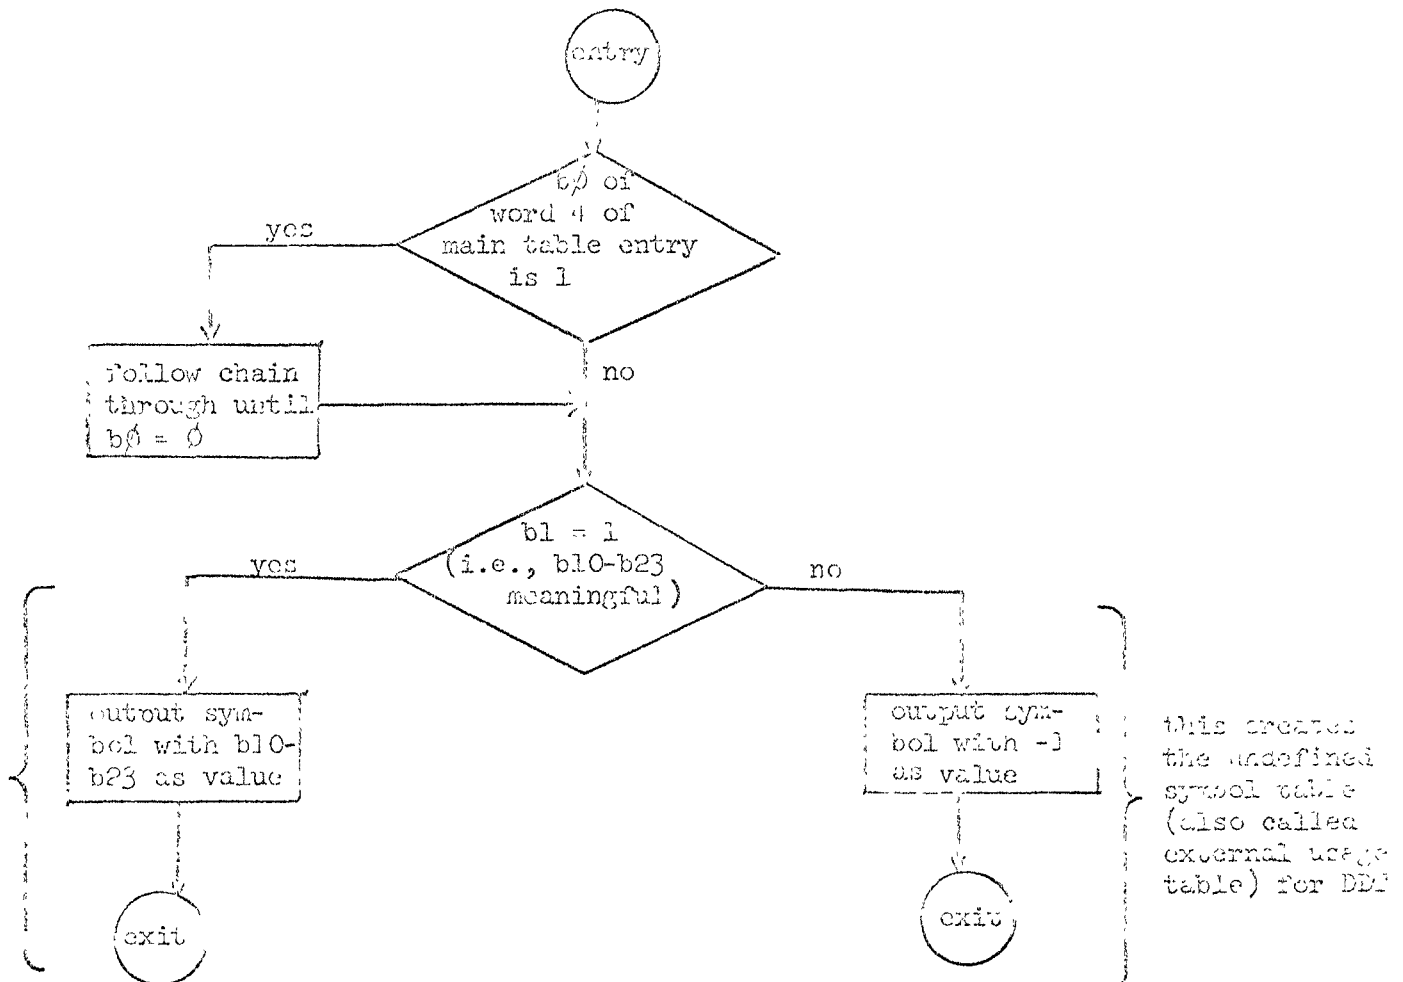 entry
bØ of
word 4 of
main table entry
is 1
yes
no
Follow chain
through until
bØ = Ø
b1 = 1
(i.e., b10-b23
meaningful)
yes
no
output sym-
bol with b10-
b23 as value
output sym-
bol with -1
as value
this creates
the undefined
symbol table
(also called
external usage
table) for
exit
exit